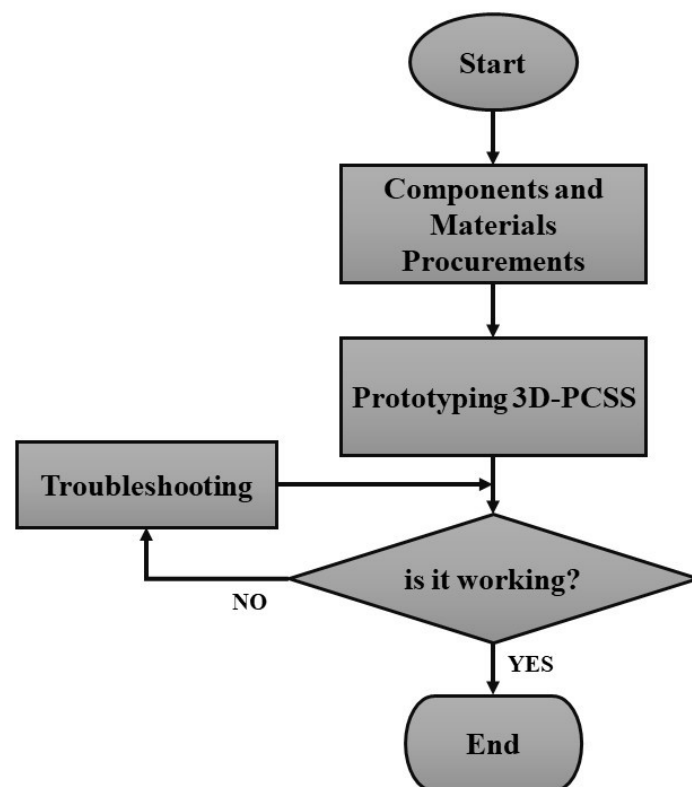 Start
Components and
Materials
Procurements
Prototyping 3D-PCSS
Troubleshooting
is it working?
NO
YES
End